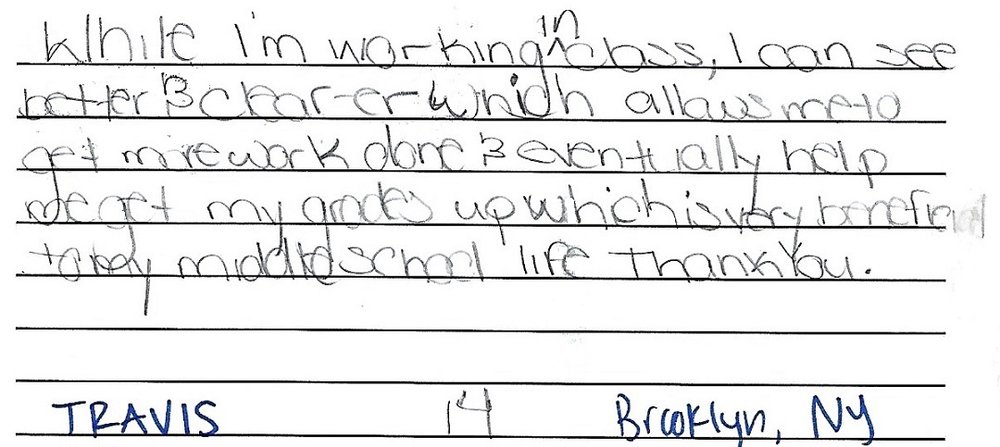 While I'm working in class, I can see
better & clear-er which allows me to
get more work done & eventually help
me get my grades up which is very beneficial
to my middle school life Thank You.
TRAVIS 14 Brooklyn, NY